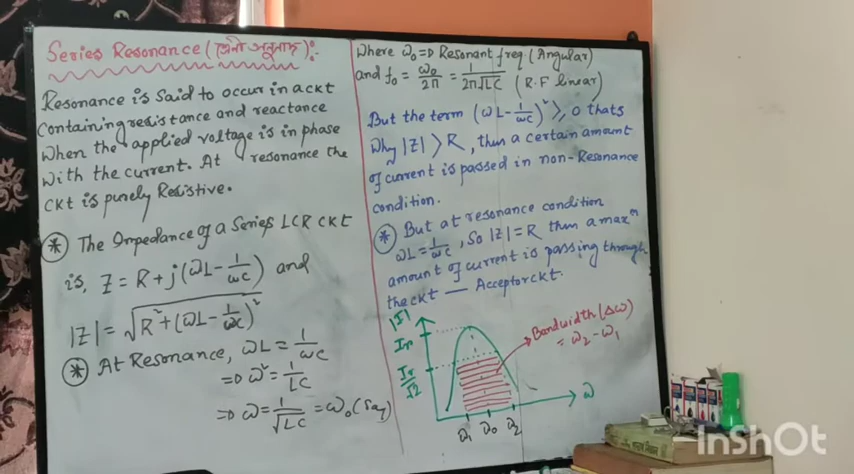 Series Resonance (শ্রেণী অনুনাদ):
Resonance is said to occur in a ckt
containing resistance and reactance
when the applied voltage is in phase
with the current. At resonance the
ckt is purely Resistive.
* The Impedance of a Series LCR ckt
is, Z = R + j(ωL - 1/ωC) and
|Z| = √(R² + (ωL - 1/ωC)²)
* At Resonance, ωL = 1/ωC
⇒ ω² = 1/LC
⇒ ω = 1/√LC = ω₀ (say)
Where ω₀ ⇒ Resonant freq. (Angular)
and f₀ = ω₀/2π = 1/2π√LC (R.F linear)
But the term (ωL - 1/ωC)² ≥ 0 thats
why |Z| > R, then a certain amount
of current is passed in non-Resonance
condition.
* But at resonance condition
ωL = 1/ωC, So |Z| = R then a maxᵐ
amount of current is passing through
the ckt — Acceptor ckt.
|I|
Ir
Ir/√2
Bandwidth (Δω)
= ω₂ - ω₁
ω
ω₁ ω₀ ω₂
InShOt